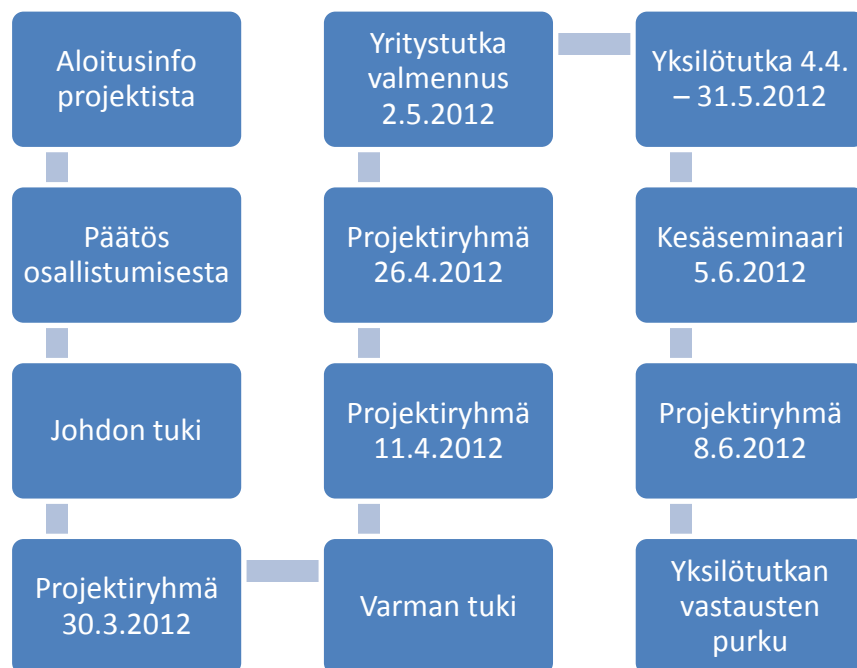 Aloitusinfo
projektista
Päätös
osallistumisesta
Johdon tuki
Projektiryhmä
30.3.2012
Varman tuki
Projektiryhmä
11.4.2012
Projektiryhmä
26.4.2012
Yritystutka
valmennus
2.5.2012
Yksilötutka 4.4.
– 31.5.2012
Kesäseminaari
5.6.2012
Projektiryhmä
8.6.2012
Yksilötutkan
vastausten
purku